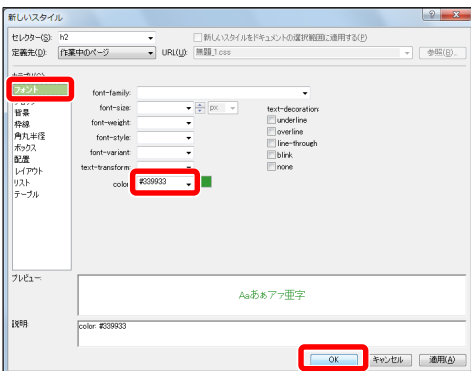 新しいスタイル
セレクター(S): h2
新しいスタイルをドキュメントの選択範囲に適用する(P)
定義先(D): 作業中のページ URL(U): 無題_1.css 参照(B)...
カテゴリ(C):
フォント
ブロック
背景
枠線
角丸半径
ボックス
配置
レイアウト
リスト
テーブル
font-family:
font-size: px
font-weight:
font-style:
font-variant:
text-transform:
color: #339933
text-decoration:
underline
overline
line-through
blink
none
プレビュー:
Aaあぁアァ亜宇
説明:
color: #339933
OK キャンセル 適用(A)